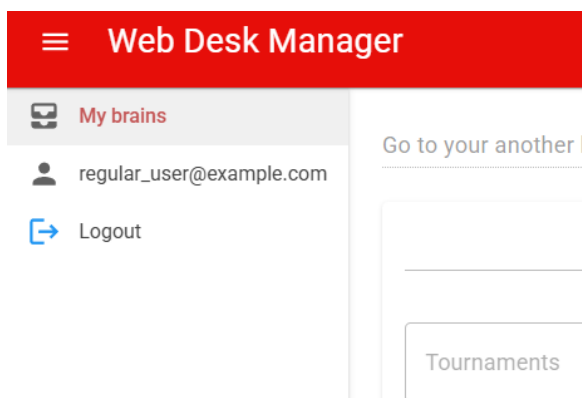 Web Desk Manager
My brains
regular_user@example.com
Logout
Go to your another
Tournaments